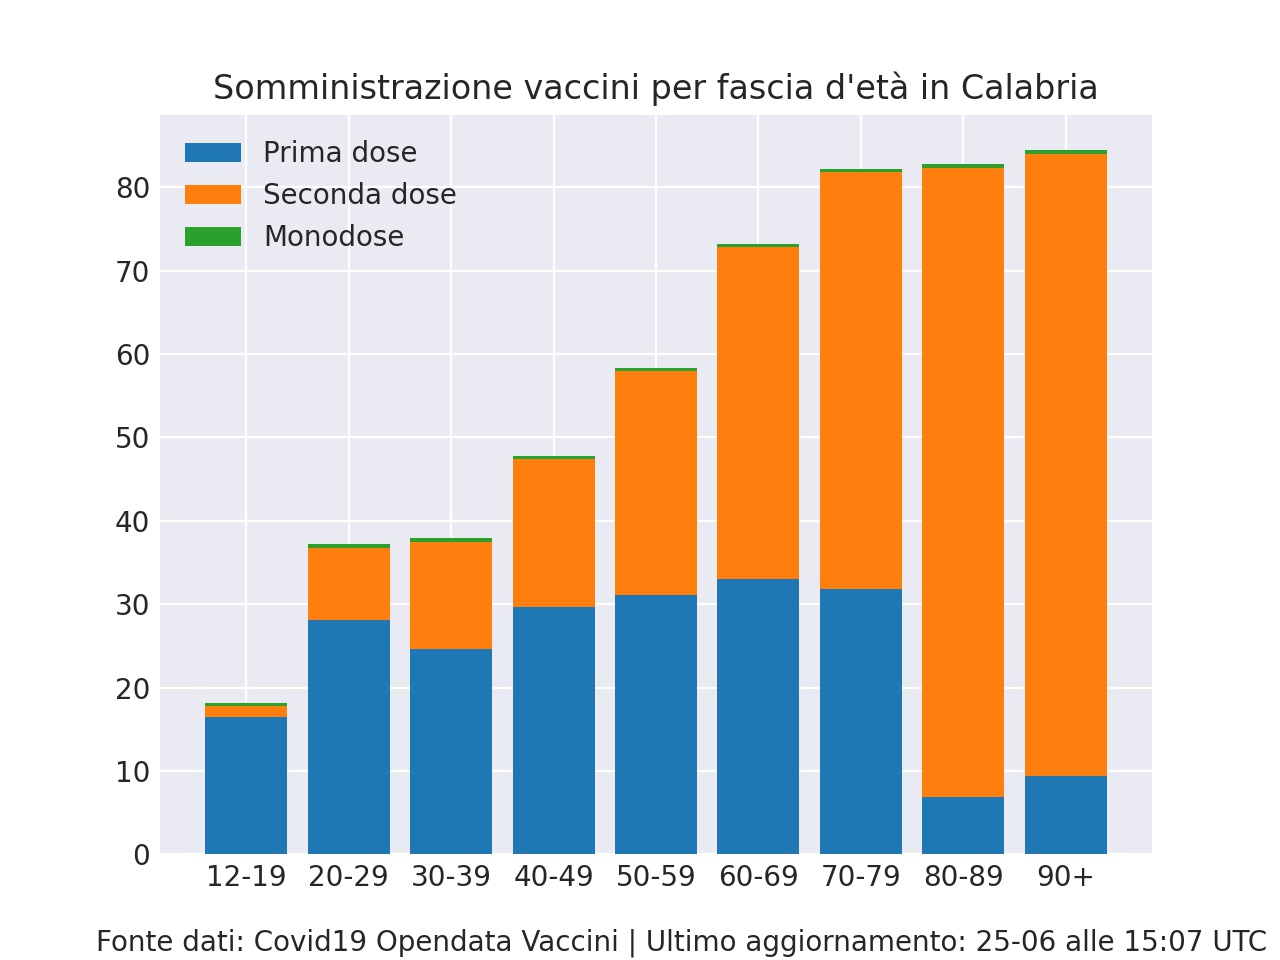 Somministrazione vaccini per fascia d'età in Calabria
Prima dose
Seconda dose
Monodose
80
70
60
50
40
30
20
10
0
12-19 20-29 30-39 40-49 50-59 60-69 70-79 80-89 90+
Fonte dati: Covid19 Opendata Vaccini | Ultimo aggiornamento: 25-06 alle 15:07 UTC